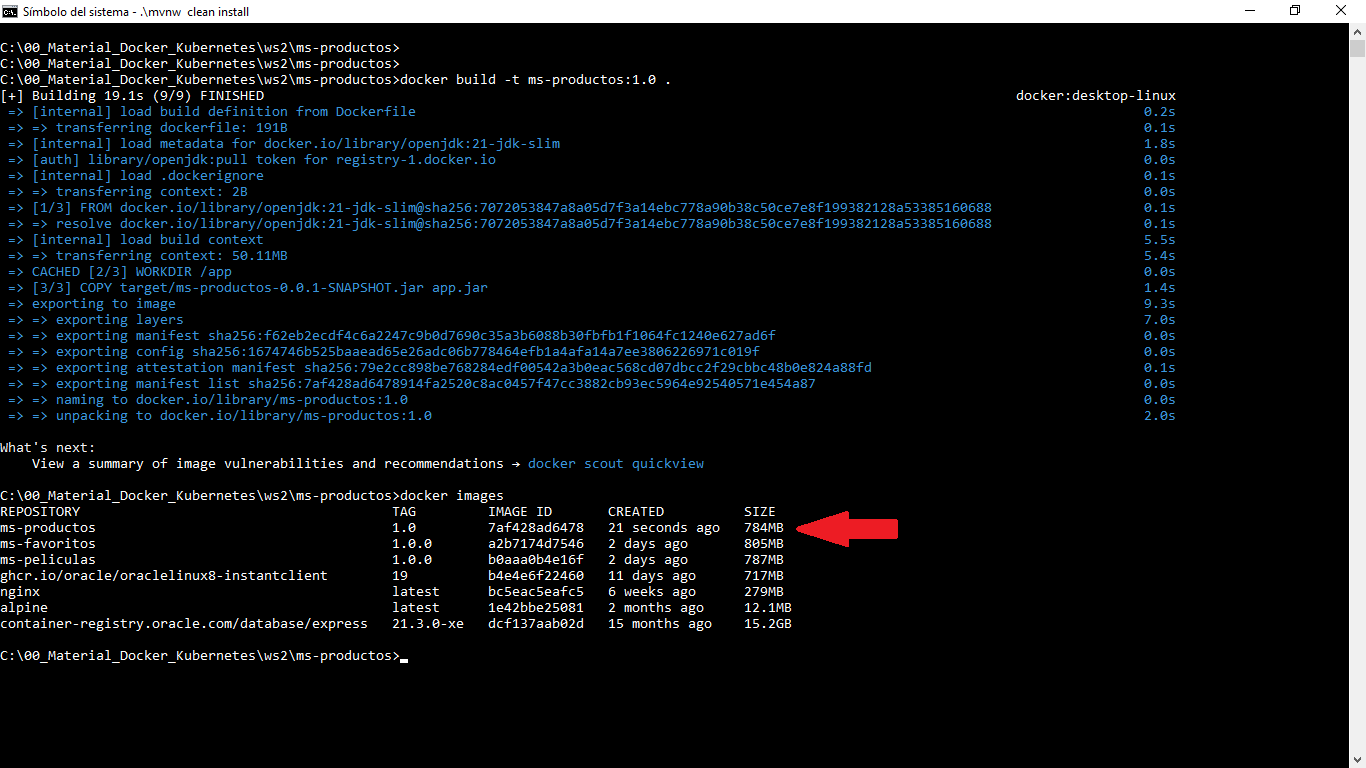 Símbolo del sistema - .\mvnw  clean install
C:\00_Material_Docker_Kubernetes\ws2\ms-productos>
C:\00_Material_Docker_Kubernetes\ws2\ms-productos>
C:\00_Material_Docker_Kubernetes\ws2\ms-productos>docker build -t ms-productos:1.0 .
[+] Building 19.1s (9/9) FINISHED docker:desktop-linux
=> [internal] load build definition from Dockerfile 0.2s
=> => transferring dockerfile: 191B 0.1s
=> [internal] load metadata for docker.io/library/openjdk:21-jdk-slim 1.8s
=> [auth] library/openjdk:pull token for registry-1.docker.io 0.0s
=> [internal] load .dockerignore 0.1s
=> => transferring context: 2B 0.0s
=> [1/3] FROM docker.io/library/openjdk:21-jdk-slim@sha256:7072053847a8a05d7f3a14ebc778a90b38c50ce7e8f199382128a53385160688 0.1s
=> => resolve docker.io/library/openjdk:21-jdk-slim@sha256:7072053847a8a05d7f3a14ebc778a90b38c50ce7e8f199382128a53385160688 0.1s
=> [internal] load build context 5.5s
=> => transferring context: 50.11MB 5.4s
=> CACHED [2/3] WORKDIR /app 0.0s
=> [3/3] COPY target/ms-productos-0.0.1-SNAPSHOT.jar app.jar 1.4s
=> exporting to image 9.3s
=> => exporting layers 7.0s
=> => exporting manifest sha256:f62eb2ecdf4c6a2247c9b0d7690c35a3b6088b30fbfb1f1064fc1240e627ad6f 0.0s
=> => exporting config sha256:1674746b525baaead65e26adc06b778464efb1a4afa14a7ee3806226971c019f 0.0s
=> => exporting attestation manifest sha256:79e2cc898be768284edf00542a3b0eac568cd07dbcc2f29cbbc48b0e824a88fd 0.1s
=> => exporting manifest list sha256:7af428ad6478914fa2520c8ac0457f47cc3882cb93ec5964e92540571e454a87 0.0s
=> => naming to docker.io/library/ms-productos:1.0 0.0s
=> => unpacking to docker.io/library/ms-productos:1.0 2.0s
What's next:
View a summary of image vulnerabilities and recommendations → docker scout quickview
C:\00_Material_Docker_Kubernetes\ws2\ms-productos>docker images
REPOSITORY TAG IMAGE ID CREATED SIZE
ms-productos 1.0 7af428ad6478 21 seconds ago 784MB
ms-favoritos 1.0.0 a2b7174d7546 2 days ago 805MB
ms-peliculas 1.0.0 b0aaa0b4e16f 2 days ago 787MB
ghcr.io/oracle/oraclelinux8-instantclient 19 b4e4e6f22460 11 days ago 717MB
nginx latest bc5eac5eafc5 6 weeks ago 279MB
alpine latest 1e42bbe25081 2 months ago 12.1MB
container-registry.oracle.com/database/express 21.3.0-xe dcf137aab02d 15 months ago 15.2GB
C:\00_Material_Docker_Kubernetes\ws2\ms-productos>